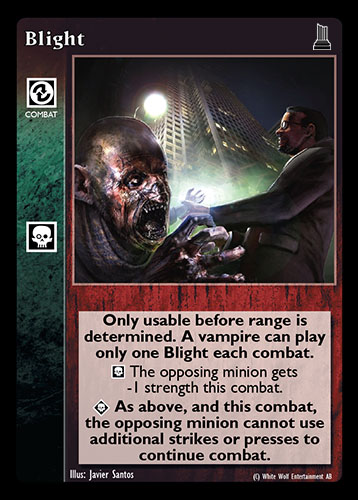 Blight
COMBAT
Only usable before range is
determined. A vampire can play
only one Blight each combat.
The opposing minion gets
-1 strength this combat.
As above, and this combat,
the opposing minion cannot use
additional strikes or presses to
continue combat.
Illus: Javier Santos
(C) White Wolf Entertainment AB